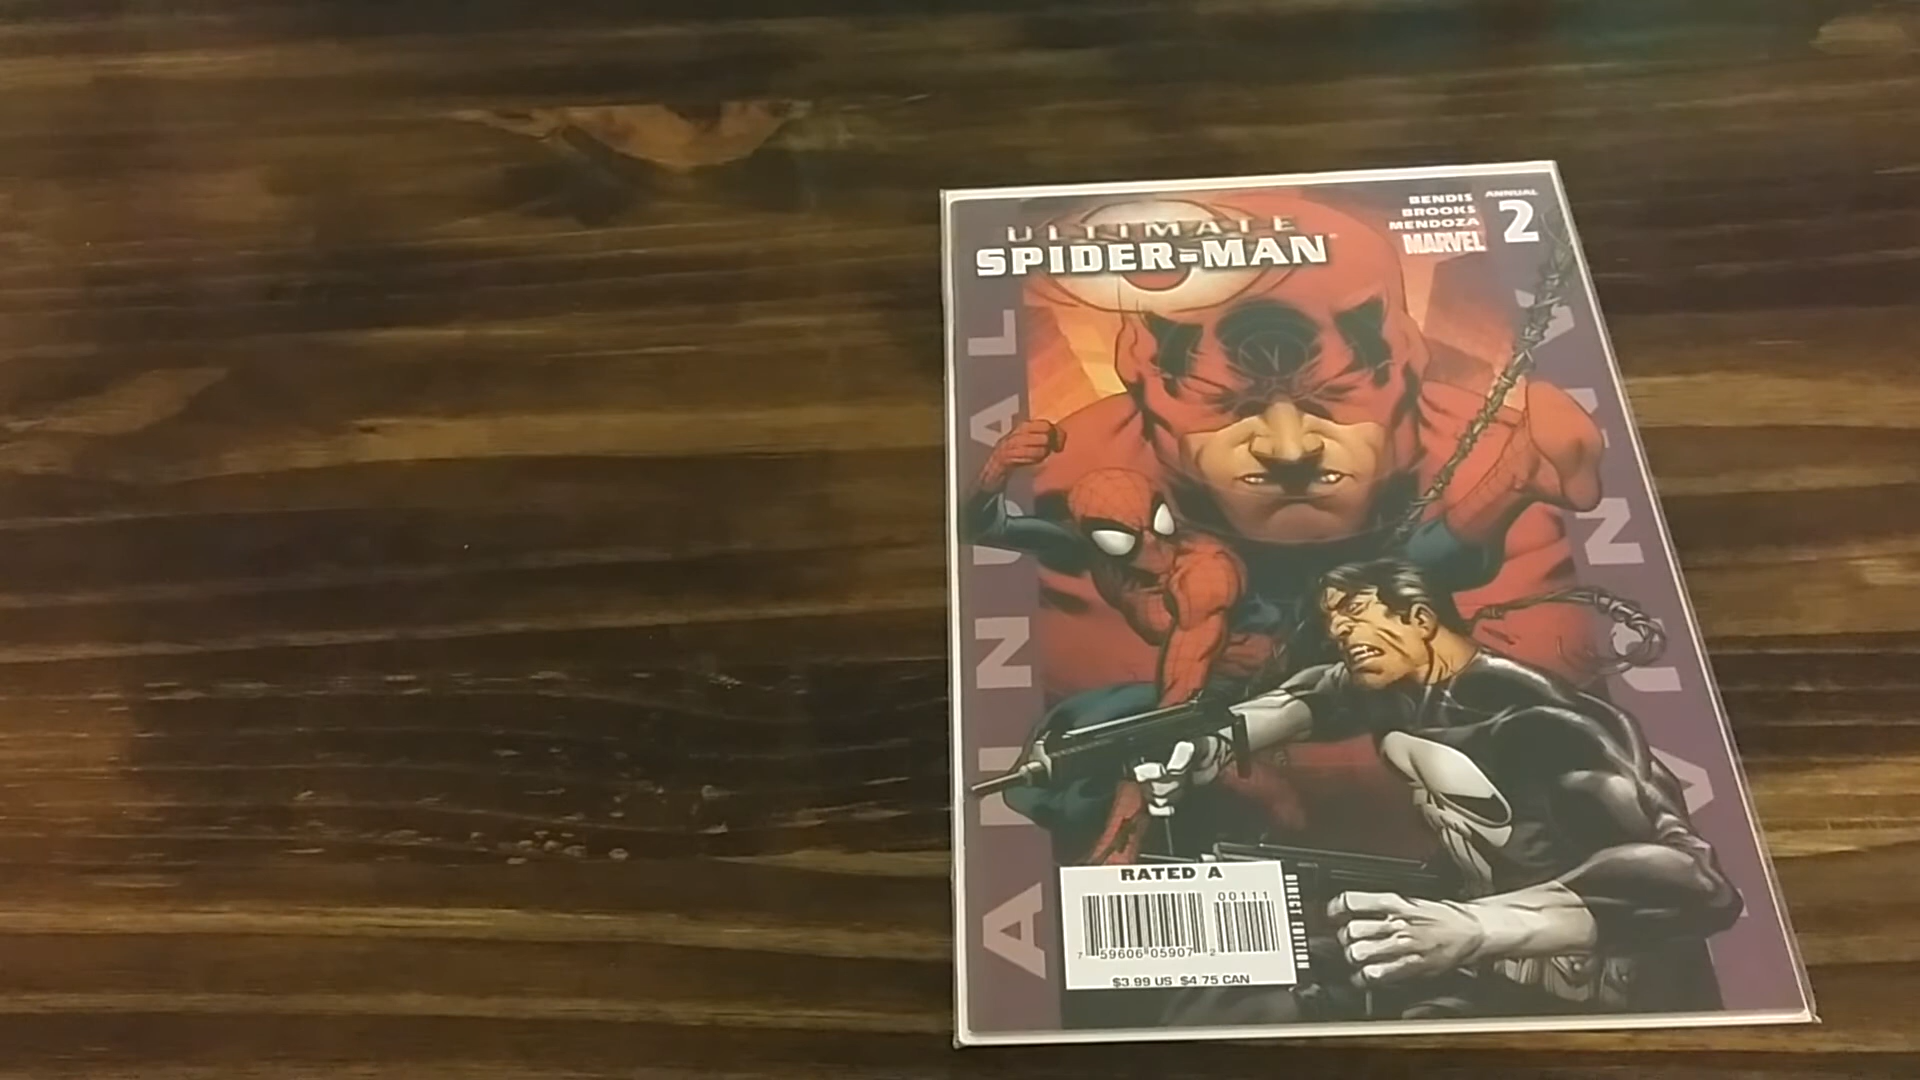 ULTIMATE
SPIDER-MAN
BENDIS
BROOKS
MENDOZA
MARVEL
ANNUAL
2
ANNUAL
ANNUAL
RATED A
00111
7 59606 05907 2
$3.99 US $4.75 CAN
DIRECT EDITION